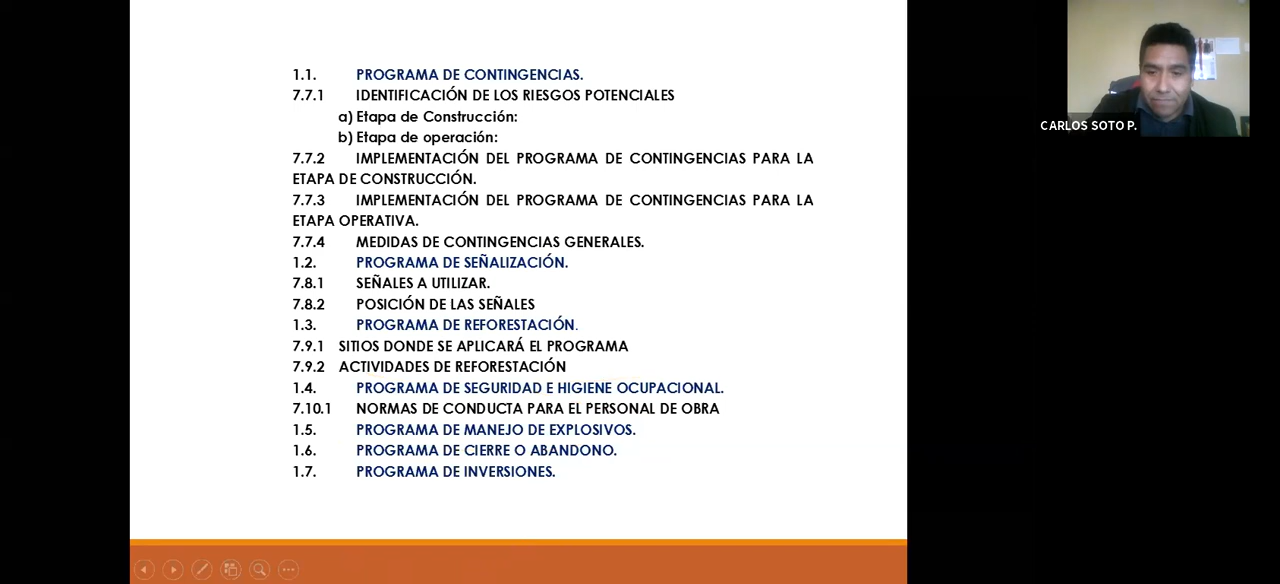 1.1. PROGRAMA DE CONTINGENCIAS.
7.7.1 IDENTIFICACIÓN DE LOS RIESGOS POTENCIALES
a) Etapa de Construcción:
b) Etapa de operación:
7.7.2 IMPLEMENTACIÓN DEL PROGRAMA DE CONTINGENCIAS PARA LA
ETAPA DE CONSTRUCCIÓN.
7.7.3 IMPLEMENTACIÓN DEL PROGRAMA DE CONTINGENCIAS PARA LA
ETAPA OPERATIVA.
7.7.4 MEDIDAS DE CONTINGENCIAS GENERALES.
1.2. PROGRAMA DE SEÑALIZACIÓN.
7.8.1 SEÑALES A UTILIZAR.
7.8.2 POSICIÓN DE LAS SEÑALES
1.3. PROGRAMA DE REFORESTACIÓN.
7.9.1 SITIOS DONDE SE APLICARÁ EL PROGRAMA
7.9.2 ACTIVIDADES DE REFORESTACIÓN
1.4. PROGRAMA DE SEGURIDAD E HIGIENE OCUPACIONAL.
7.10.1 NORMAS DE CONDUCTA PARA EL PERSONAL DE OBRA
1.5. PROGRAMA DE MANEJO DE EXPLOSIVOS.
1.6. PROGRAMA DE CIERRE O ABANDONO.
1.7. PROGRAMA DE INVERSIONES.
CARLOS SOTO P.